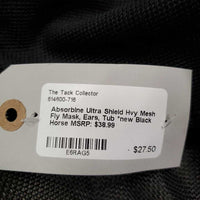 The Tack Collector
614600-716
Absorbine Ultra Shield Hvy Mesh
Fly Mask, Ears, Tub *new Black
Horse MSRP: $38.99
E6RAG5
- $27.50